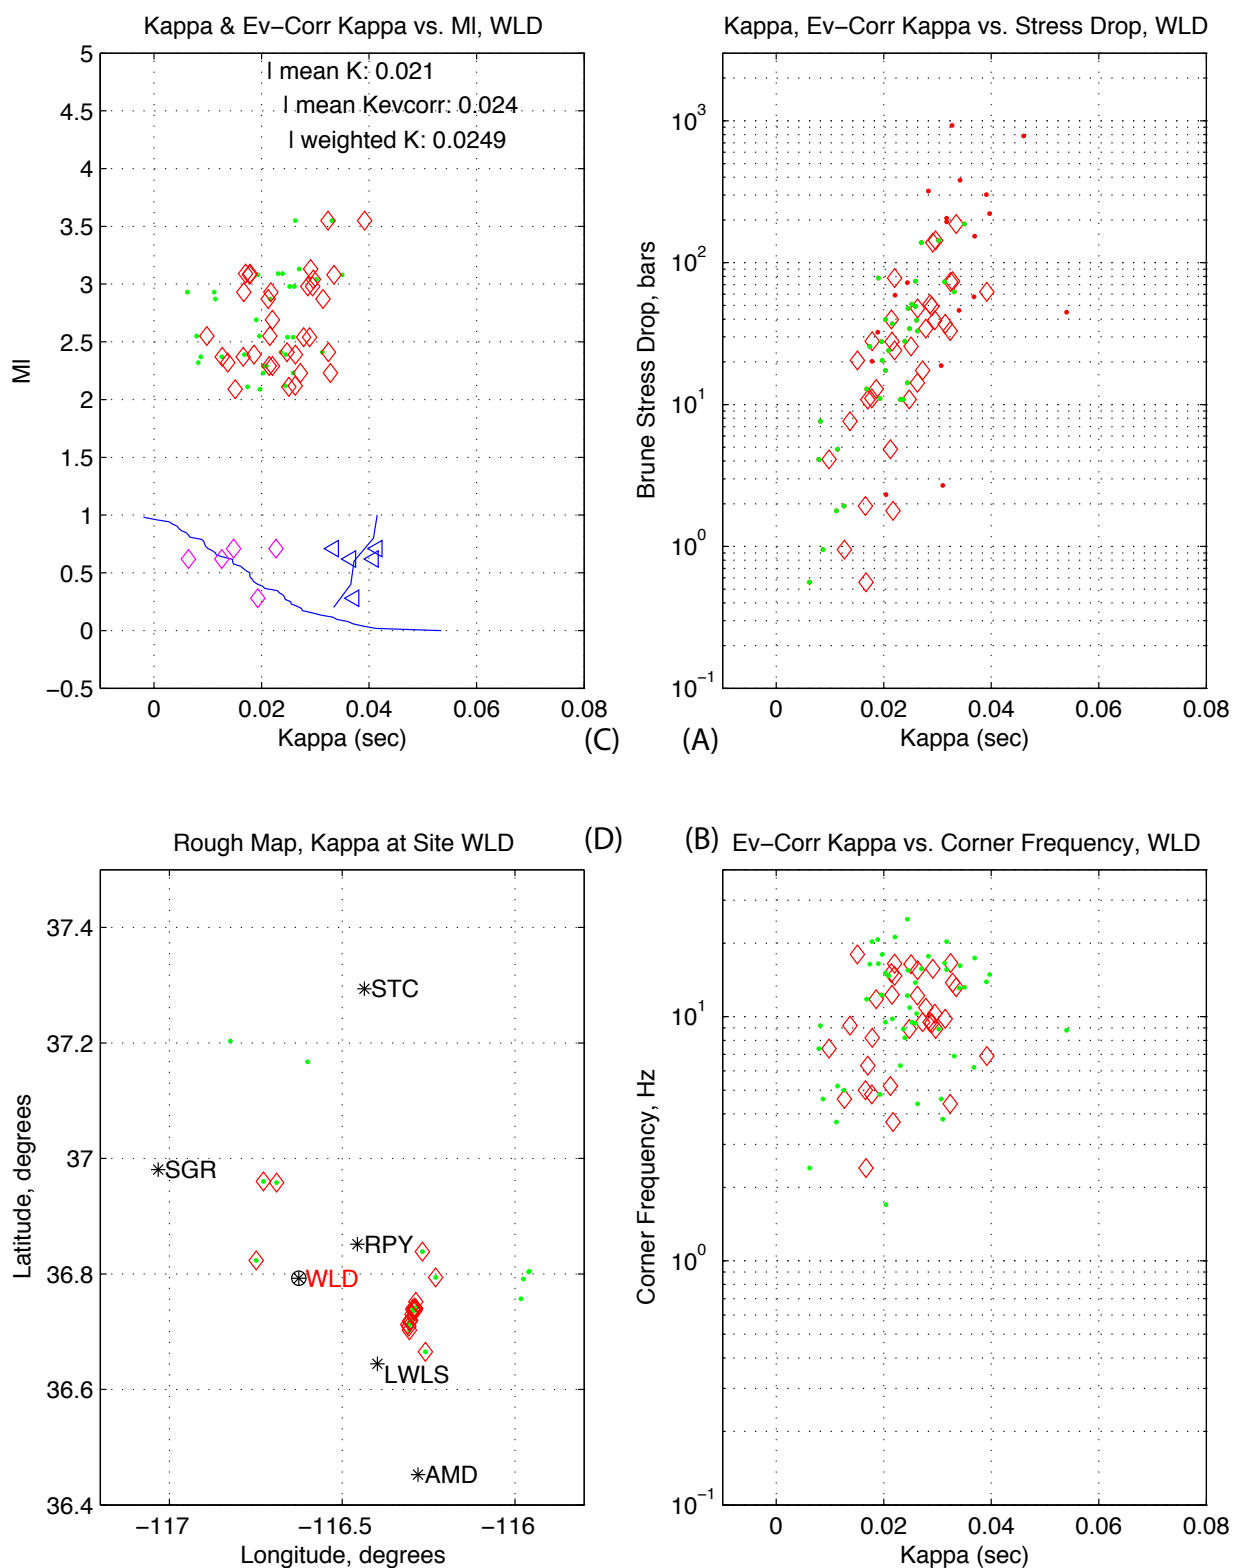 Kappa & Ev−Corr Kappa vs. Ml, WLD
5
4.5
4
3.5
3
2.5
2
1.5
1
0.5
0
−0.5
Ml
l mean K: 0.021
l mean Kevcorr: 0.024
l weighted K: 0.0249
0 0.02 0.04 0.06 0.08
Kappa (sec)
(C)
Kappa, Ev−Corr Kappa vs. Stress Drop, WLD
10^3
10^2
10^1
10^0
10^−1
Brune Stress Drop, bars
0 0.02 0.04 0.06 0.08
(A)
Kappa (sec)
Rough Map, Kappa at Site WLD
(D)
37.4
37.2
37
36.8
36.6
36.4
Latitude, degrees
STC
SGR
RPY
WLD
LWLS
AMD
−117 −116.5 −116
Longitude, degrees
(B)
Ev−Corr Kappa vs. Corner Frequency, WLD
10^1
10^0
10^−1
Corner Frequency, Hz
0 0.02 0.04 0.06 0.08
Kappa (sec)